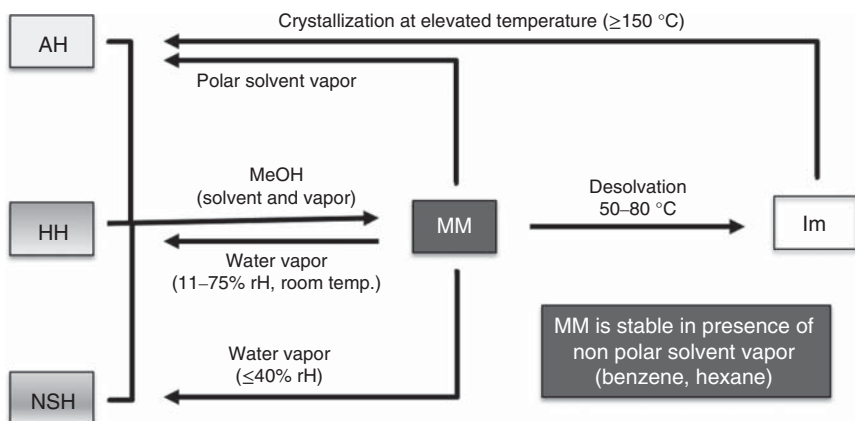 Crystallization at elevated temperature (≥150 °C)
AH
Polar solvent vapor
MeOH
(solvent and vapor)
Desolvation
50–80 °C
HH
MM
Im
Water vapor
(11–75% rH, room temp.)
MM is stable in presence of
non polar solvent vapor
(benzene, hexane)
Water vapor
(≤40% rH)
NSH